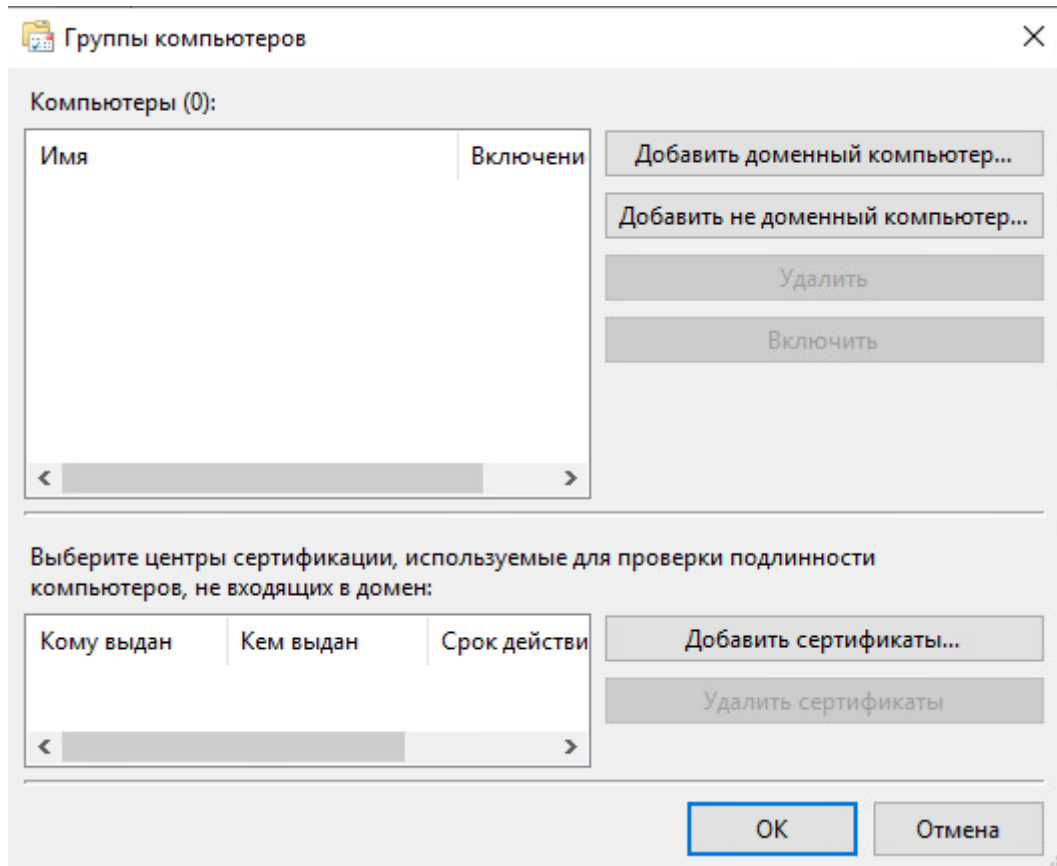 Группы компьютеров
Компьютеры (0):
Имя Включени
Добавить доменный компьютер...
Добавить не доменный компьютер...
Удалить
Включить
Выберите центры сертификации, используемые для проверки подлинности
компьютеров, не входящих в домен:
Кому выдан Кем выдан Срок действи
Добавить сертификаты...
Удалить сертификаты
ОК Отмена